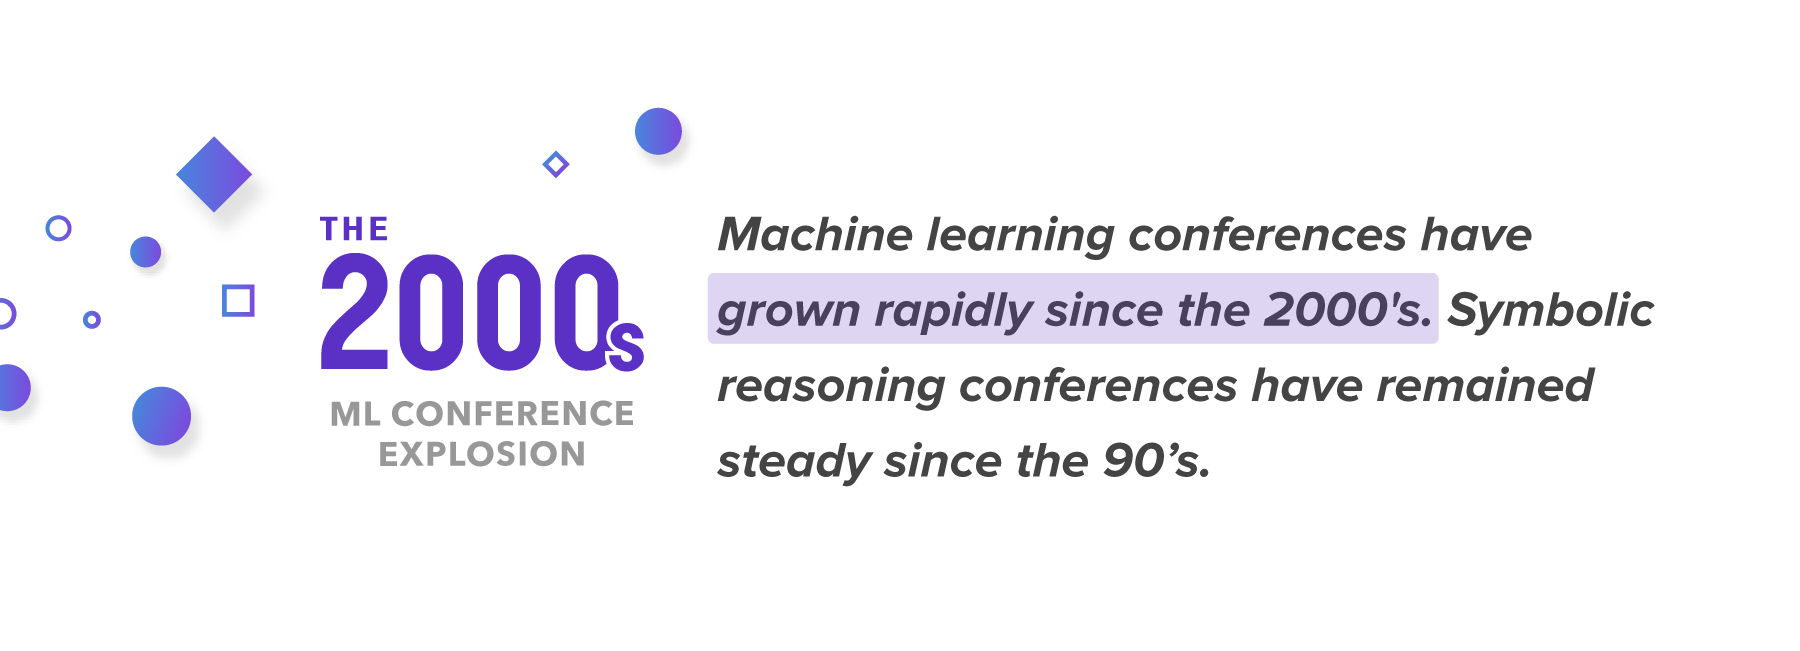 THE
2000s
ML CONFERENCE
EXPLOSION
Machine learning conferences have
grown rapidly since the 2000's. Symbolic
reasoning conferences have remained
steady since the 90’s.